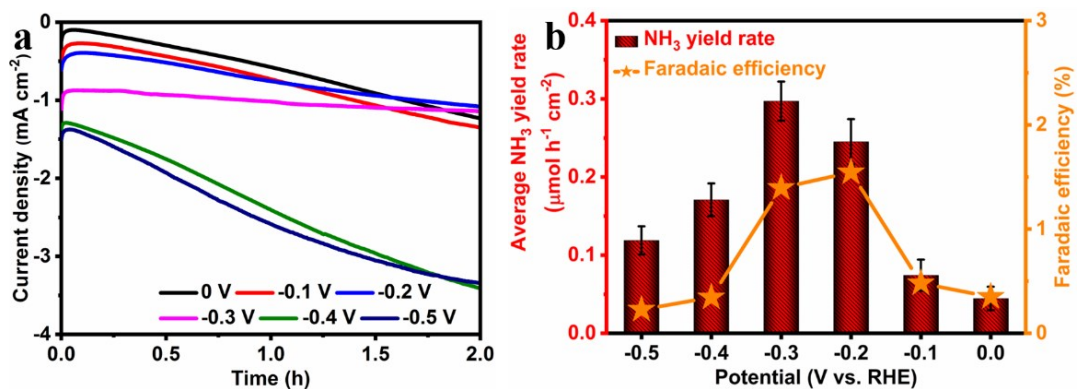 a
Current density (mA cm⁻²)
0
-1
-2
-3
-4
0 V -0.1 V -0.2 V
-0.3 V -0.4 V -0.5 V
0.0 0.5 1.0 1.5 2.0
Time (h)
b
Average NH₃ yield rate
(μmol h⁻¹ cm⁻²)
0.4
0.3
0.2
0.1
0.0
NH₃ yield rate
Faradaic efficiency
3
2
1
0
Faradaic efficiency (%)
-0.5 -0.4 -0.3 -0.2 -0.1 0.0
Potential (V vs. RHE)